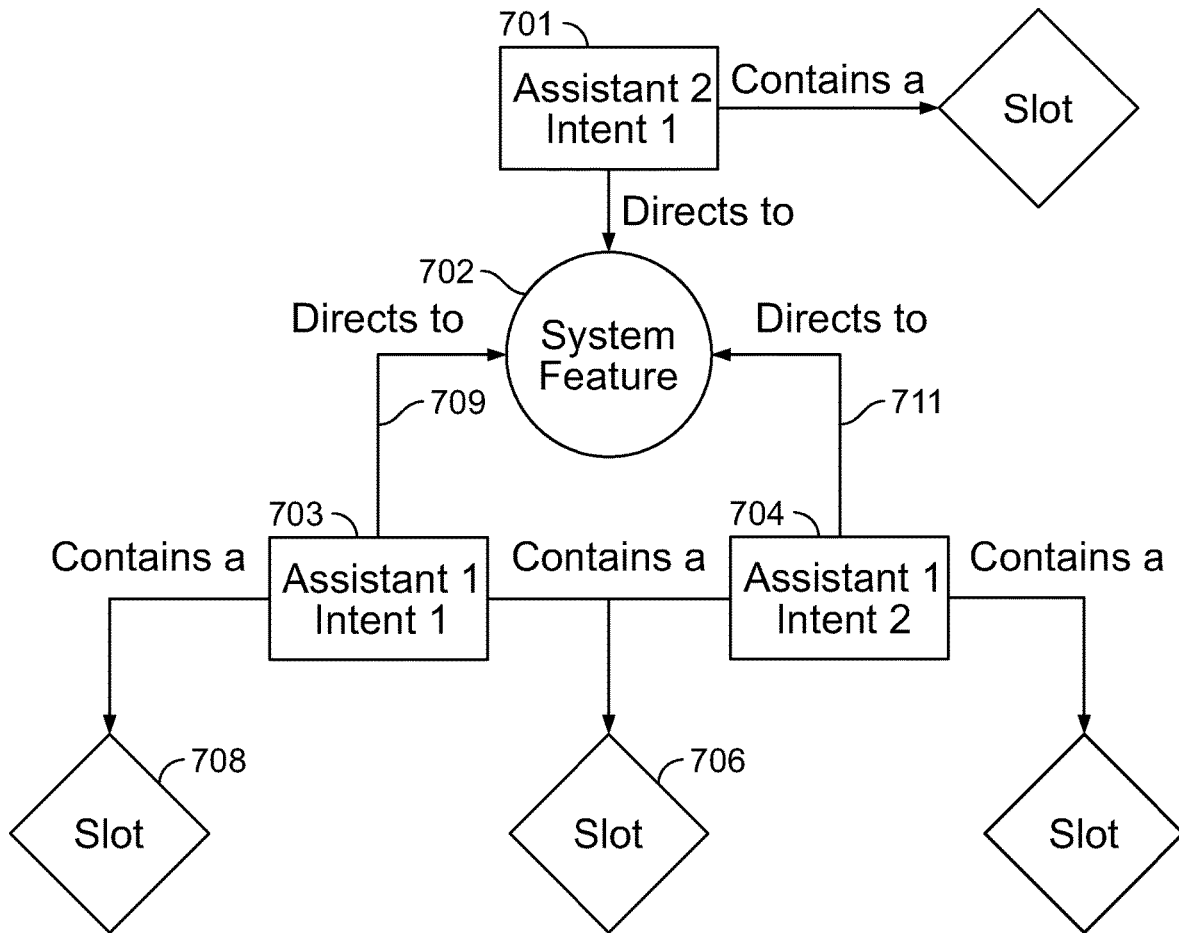 701
Assistant 2
Intent 1
Contains a
Slot
Directs to
702
Directs to
System
Feature
Directs to
709
711
703
704
Contains a
Assistant 1
Intent 1
Contains a
Assistant 1
Intent 2
Contains a
708
Slot
706
Slot
Slot